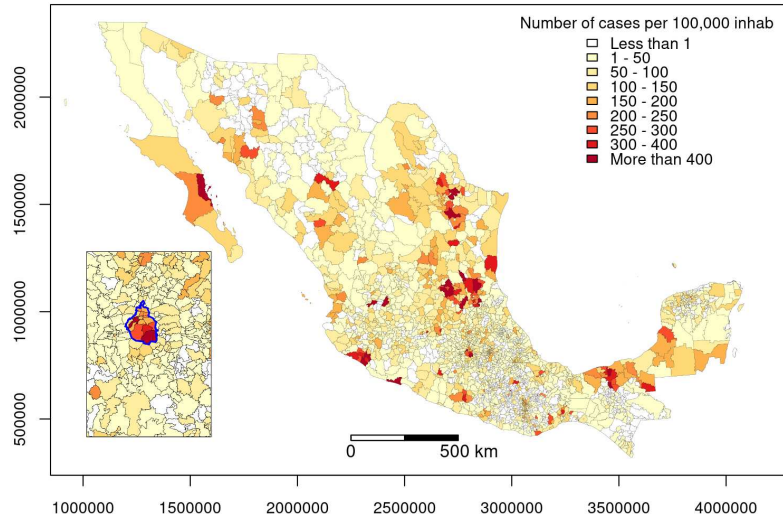 Number of cases per 100,000 inhab
Less than 1
1 - 50
50 - 100
100 - 150
150 - 200
200 - 250
250 - 300
300 - 400
More than 400
2000000
1500000
1000000
500000
0 500 km
1000000 1500000 2000000 2500000 3000000 3500000 4000000